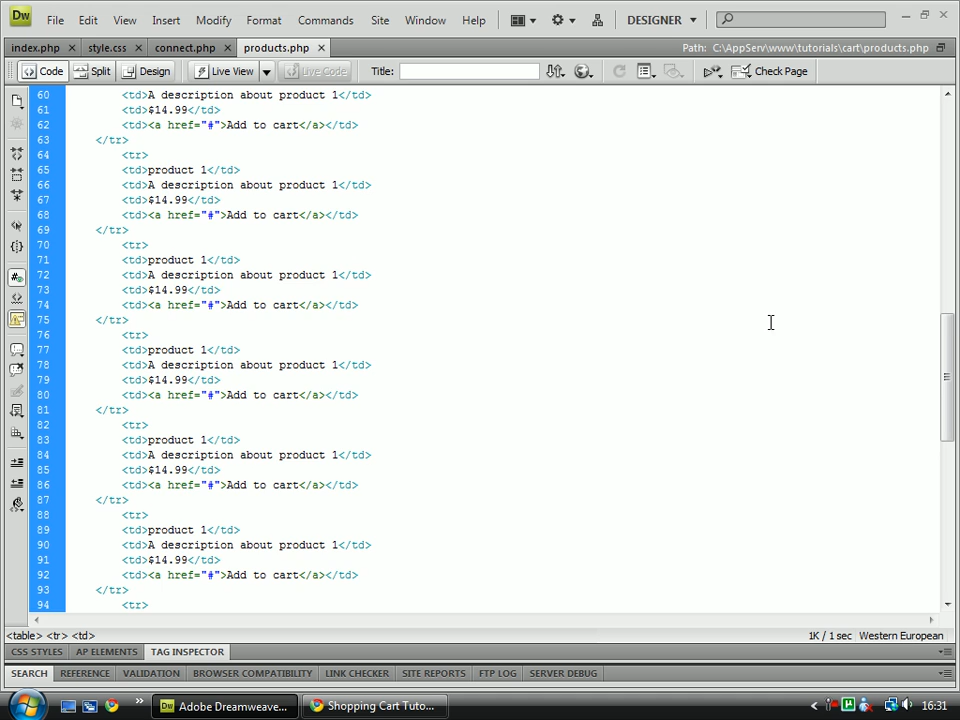 Dw File Edit View Insert Modify Format Commands Site Window Help DESIGNER
index.php style.css connect.php products.php Path: C:\AppServ\www\tutorials\cart\products.php
Code Split Design Live View Live Code Title: Check Page
60 <td>A description about product 1</td>
61 <td>$14.99</td>
62 <td><a href="#">Add to cart</a></td>
63 </tr>
64 <tr>
65 <td>product 1</td>
66 <td>A description about product 1</td>
67 <td>$14.99</td>
68 <td><a href="#">Add to cart</a></td>
69 </tr>
70 <tr>
71 <td>product 1</td>
72 <td>A description about product 1</td>
73 <td>$14.99</td>
74 <td><a href="#">Add to cart</a></td>
75 </tr>
76 <tr>
77 <td>product 1</td>
78 <td>A description about product 1</td>
79 <td>$14.99</td>
80 <td><a href="#">Add to cart</a></td>
81 </tr>
82 <tr>
83 <td>product 1</td>
84 <td>A description about product 1</td>
85 <td>$14.99</td>
86 <td><a href="#">Add to cart</a></td>
87 </tr>
88 <tr>
89 <td>product 1</td>
90 <td>A description about product 1</td>
91 <td>$14.99</td>
92 <td><a href="#">Add to cart</a></td>
93 </tr>
94 <tr>
<table> <tr> <td> 1K / 1 sec Western European
CSS STYLES AP ELEMENTS TAG INSPECTOR
SEARCH REFERENCE VALIDATION BROWSER COMPATIBILITY LINK CHECKER SITE REPORTS FTP LOG SERVER DEBUG
Dw Adobe Dreamweave... Shopping Cart Tuto... 16:31